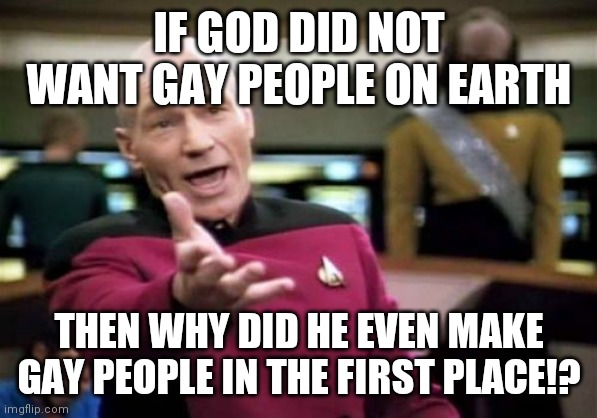 IF GOD DID NOT
WANT GAY PEOPLE ON EARTH
THEN WHY DID HE EVEN MAKE
GAY PEOPLE IN THE FIRST PLACE!?
imgflip.com